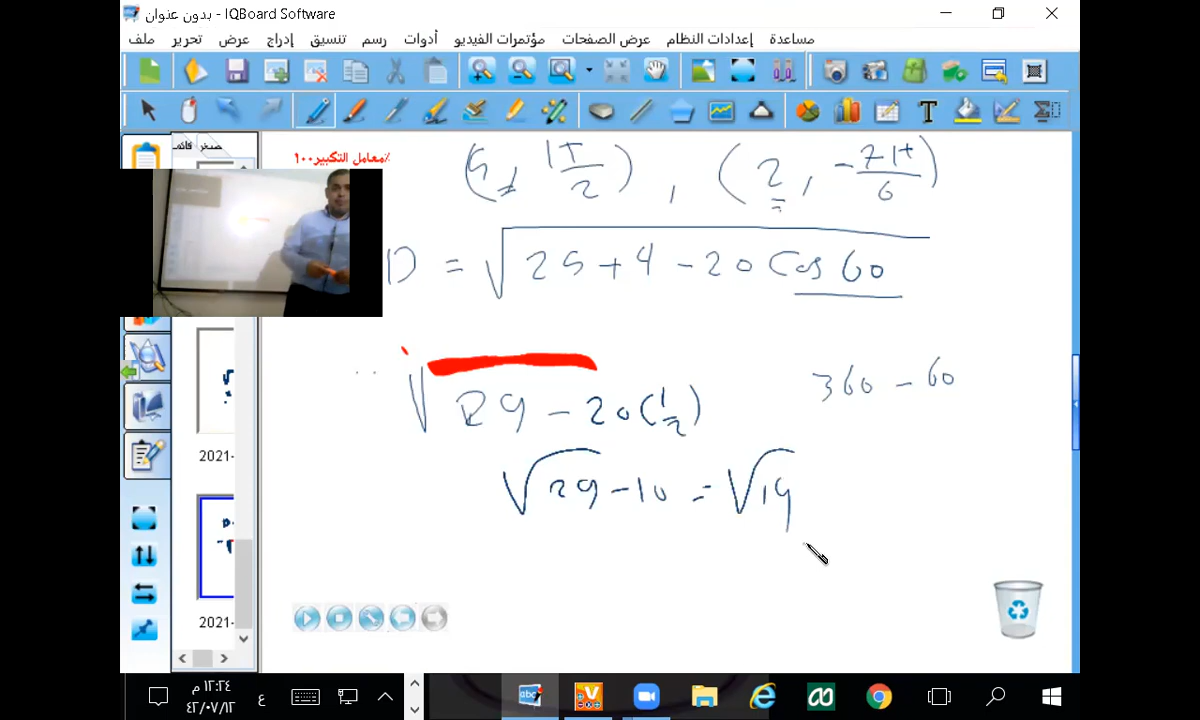 بدون عنوان - IQBoard Software
ملف تحرير عرض إدراج تنسيق رسم أدوات مؤتمرات الفيديو عرض الصفحات إعدادات النظام مساعدة
معامل التكبير١٠٠٪
(5, π/2), (2, -7π/6)
D = √25+4-20 Cos 60
√29-20(1/2)
360-60
√29-10 = √19
2021-
2021-
١٢:٢٤ م
٤٢/٠٧/١٢
ع